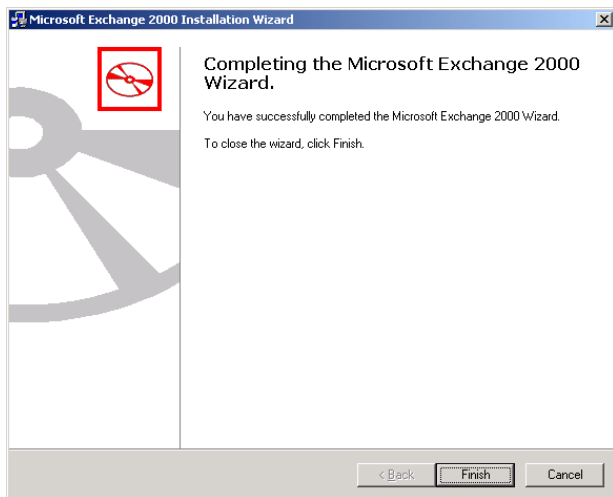 Microsoft Exchange 2000 Installation Wizard
Completing the Microsoft Exchange 2000
Wizard.
You have successfully completed the Microsoft Exchange 2000 Wizard.
To close the wizard, click Finish.
< Back
Finish
Cancel